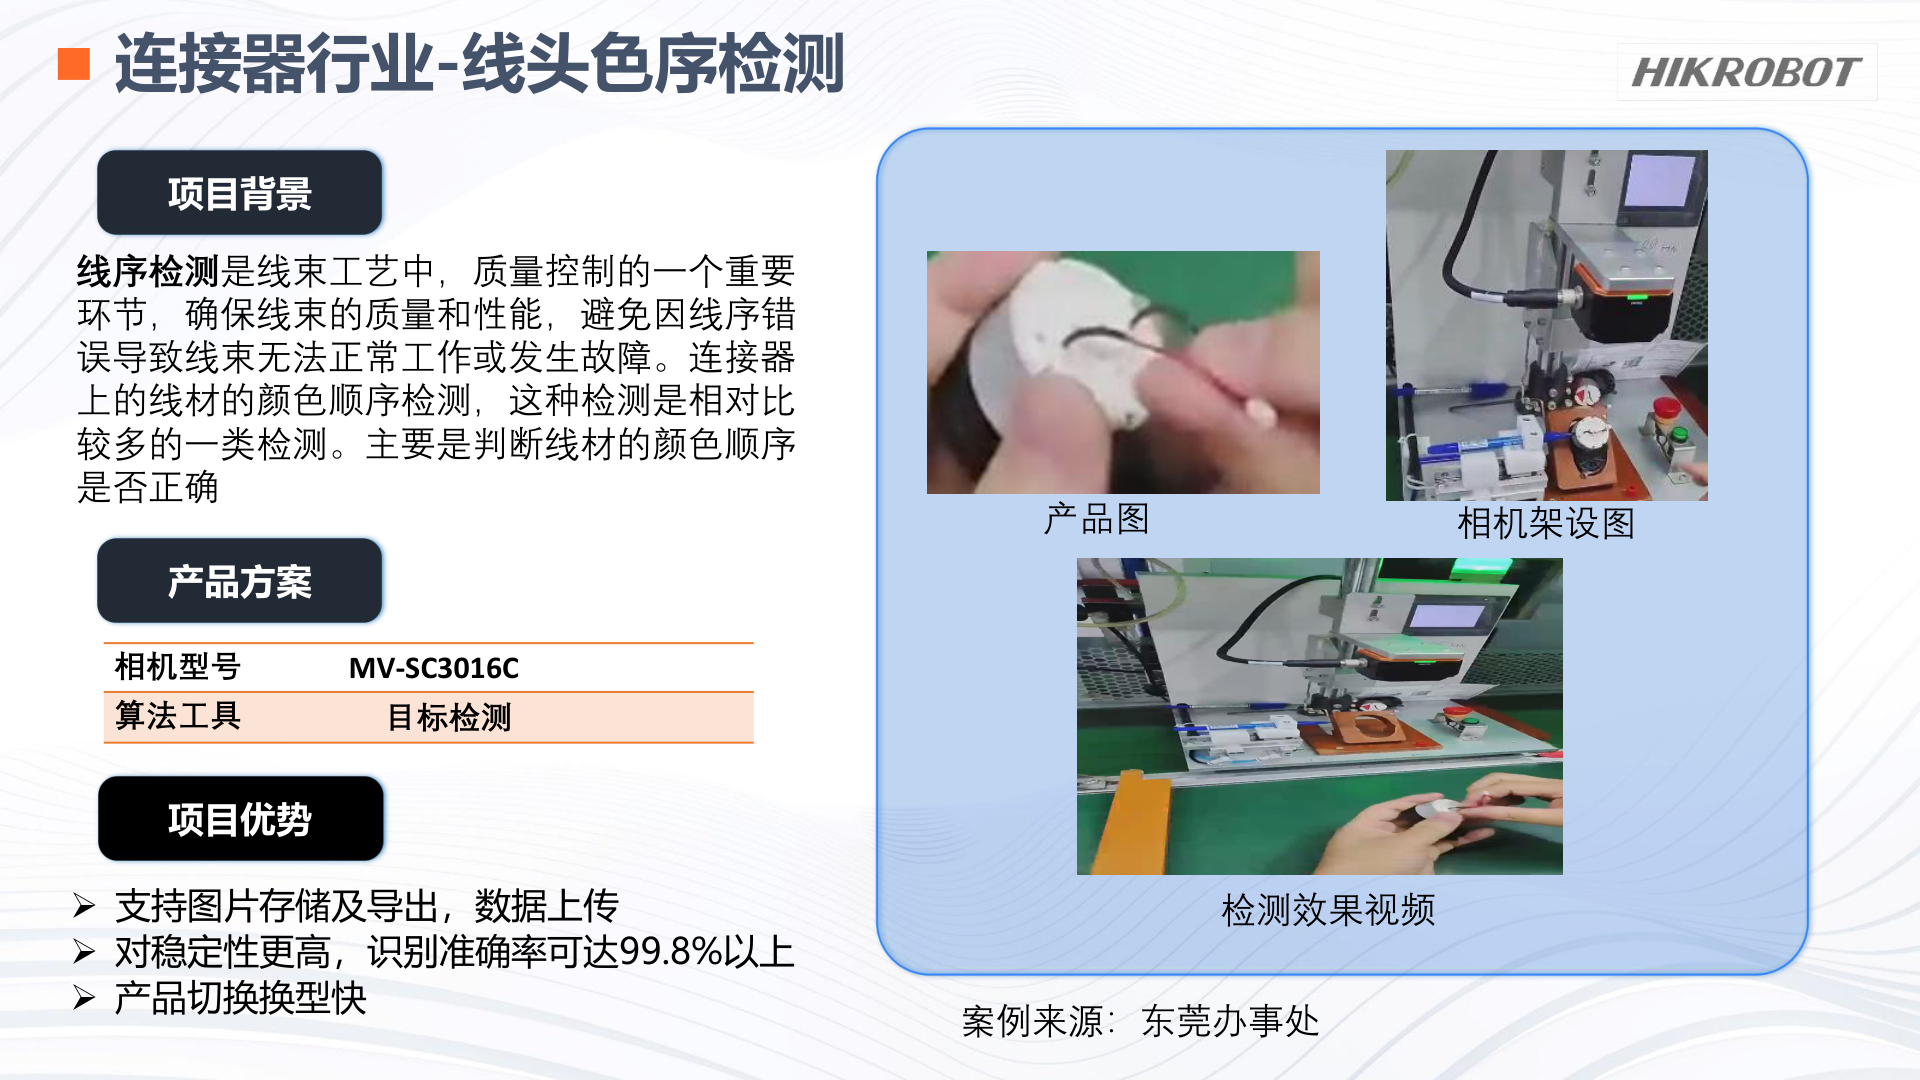 连接器行业-线头色序检测
HIKROBOT
项目背景
线序检测是线束工艺中，质量控制的一个重要
环节，确保线束的质量和性能，避免因线序错
误导致线束无法正常工作或发生故障。连接器
上的线材的颜色顺序检测，这种检测是相对比
较多的一类检测。主要是判断线材的颜色顺序
是否正确
产品方案
相机型号 MV-SC3016C
算法工具 目标检测
项目优势
➢ 支持图片存储及导出，数据上传
➢ 对稳定性更高，识别准确率可达99.8%以上
➢ 产品切换换型快
产品图
相机架设图
检测效果视频
案例来源：东莞办事处